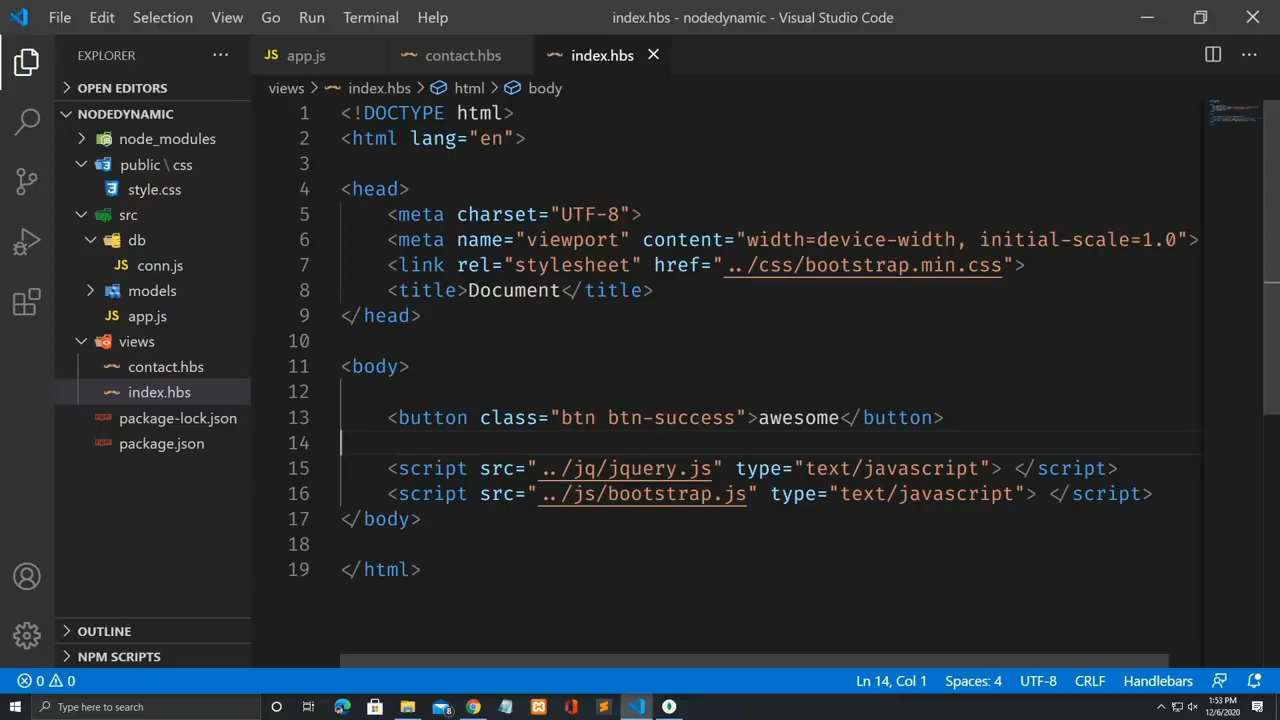 File Edit Selection View Go Run Terminal Help index.hbs - nodedynamic - Visual Studio Code
EXPLORER
JS app.js
contact.hbs
index.hbs
OPEN EDITORS
NODEDYNAMIC
node_modules
public \ css
style.css
src
db
JS conn.js
models
JS app.js
views
contact.hbs
index.hbs
package-lock.json
package.json
OUTLINE
NPM SCRIPTS
views > index.hbs > html > body
1 <!DOCTYPE html>
2 <html lang="en">
3
4 <head>
5 <meta charset="UTF-8">
6 <meta name="viewport" content="width=device-width, initial-scale=1.0">
7 <link rel="stylesheet" href="../css/bootstrap.min.css">
8 <title>Document</title>
9 </head>
10
11 <body>
12
13 <button class="btn btn-success">awesome</button>
14
15 <script src="../jq/jquery.js" type="text/javascript"> </script>
16 <script src="../js/bootstrap.js" type="text/javascript"> </script>
17 </body>
18
19 </html>
0 0 Ln 14, Col 1 Spaces: 4 UTF-8 CRLF Handlebars
Type here to search
8
1:53 PM
12/6/2020